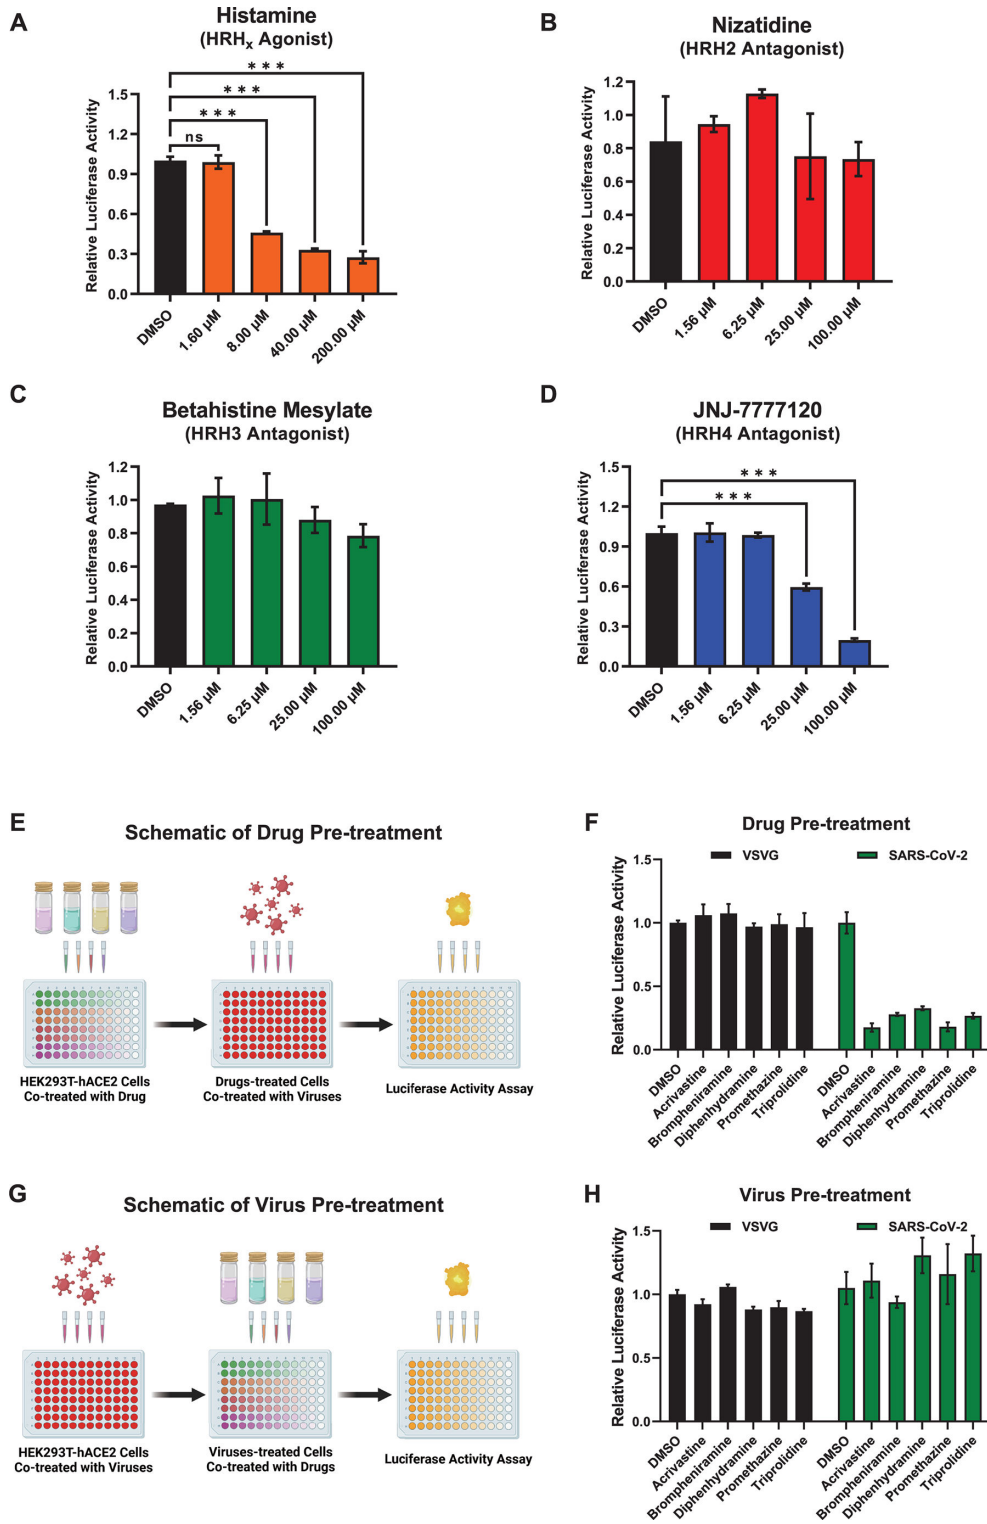 A
Histamine
(HRHx Agonist)
Relative Luciferase Activity
1.5
1.2
0.9
0.6
0.3
0.0
***
***
***
ns
DMSO
1.60 µM
8.00 µM
40.00 µM
200.00 µM
B
Nizatidine
(HRH2 Antagonist)
Relative Luciferase Activity
1.2
1.0
0.8
0.6
0.4
0.2
0.0
DMSO
1.56 µM
6.25 µM
25.00 µM
100.00 µM
C
Betahistine Mesylate
(HRH3 Antagonist)
Relative Luciferase Activity
1.2
1.0
0.8
0.6
0.4
0.2
0.0
DMSO
1.56 µM
6.25 µM
25.00 µM
100.00 µM
D
JNJ-7777120
(HRH4 Antagonist)
Relative Luciferase Activity
1.5
1.2
0.9
0.6
0.3
0.0
***
***
DMSO
1.56 µM
6.25 µM
25.00 µM
100.00 µM
E
Schematic of Drug Pre-treatment
HEK293T-hACE2 Cells
Co-treated with Drug
Drugs-treated Cells
Co-treated with Viruses
Luciferase Activity Assay
F
Drug Pre-treatment
VSVG
SARS-CoV-2
Relative Luciferase Activity
1.5
1.0
0.5
0.0
DMSO
Acrivastine
Brompheniramine
Diphenhydramine
Promethazine
Triprolidine
DMSO
Acrivastine
Brompheniramine
Diphenhydramine
Promethazine
Triprolidine
G
Schematic of Virus Pre-treatment
HEK293T-hACE2 Cells
Co-treated with Viruses
Viruses-treated Cells
Co-treated with Drugs
Luciferase Activity Assay
H
Virus Pre-treatment
VSVG
SARS-CoV-2
Relative Luciferase Activity
1.5
1.0
0.5
0.0
DMSO
Acrivastine
Brompheniramine
Diphenhydramine
Promethazine
Triprolidine
DMSO
Acrivastine
Brompheniramine
Diphenhydramine
Promethazine
Triprolidine